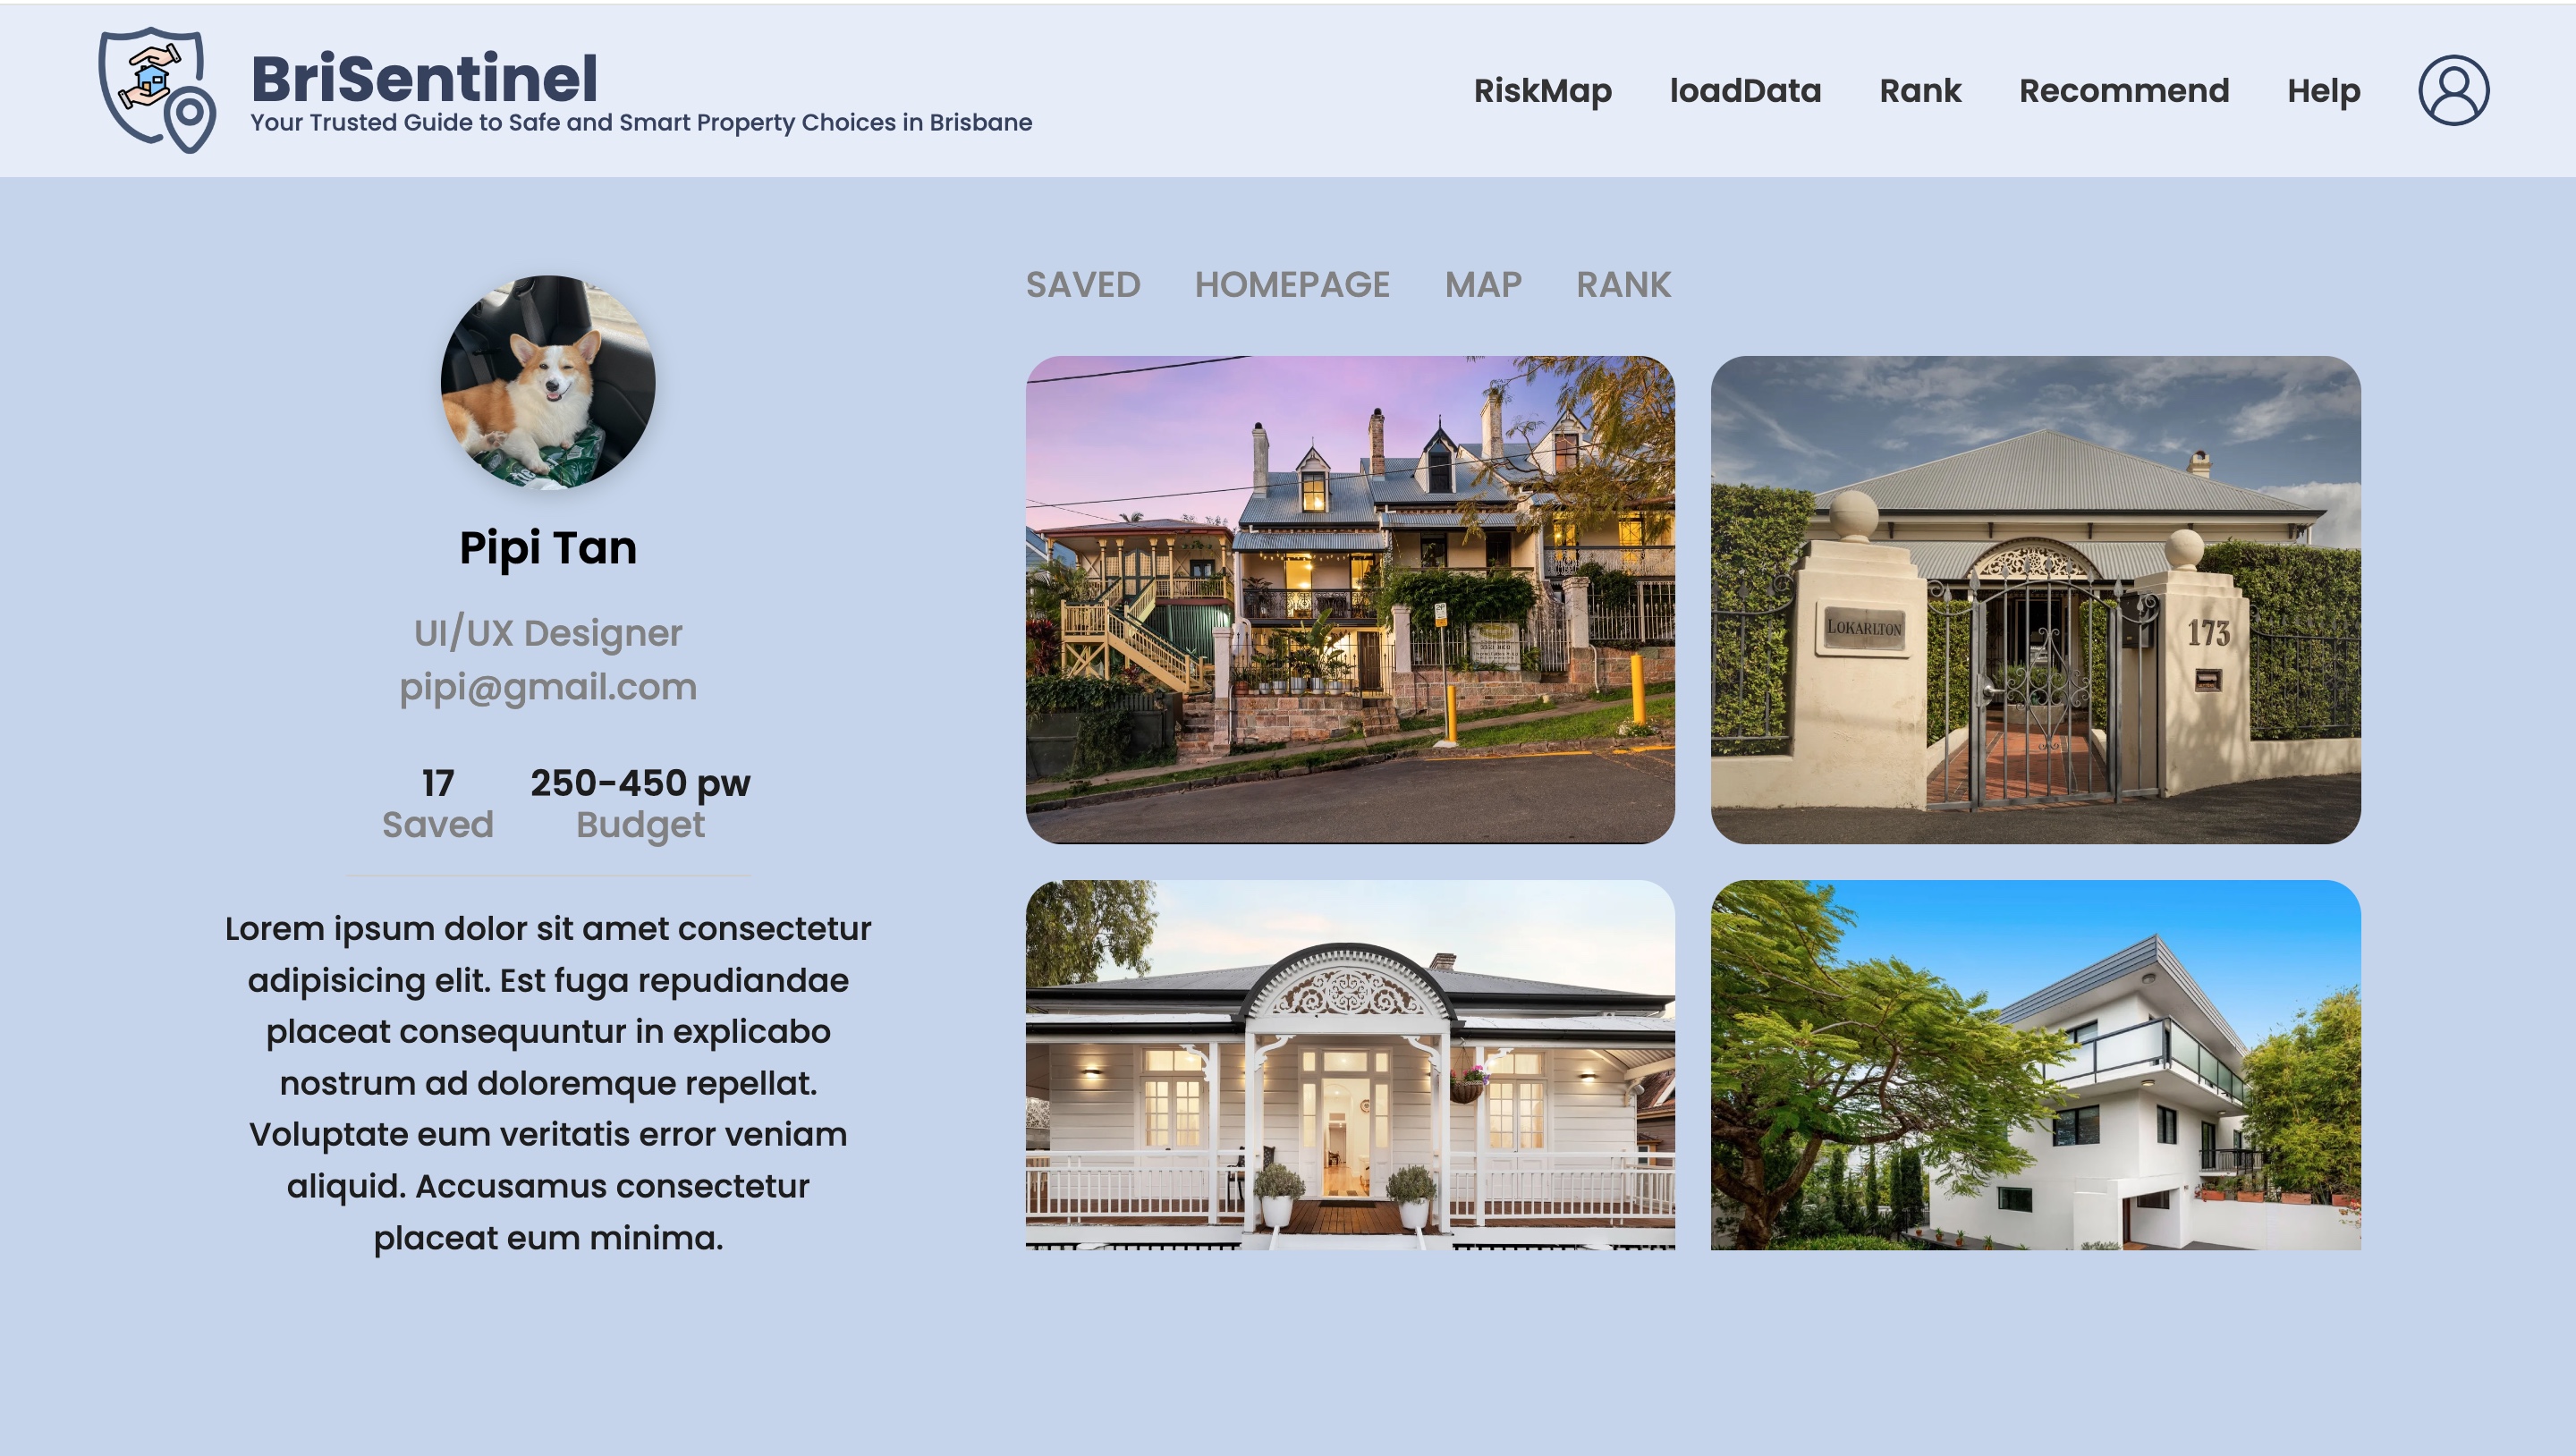 BriSentinel
Your Trusted Guide to Safe and Smart Property Choices in Brisbane
RiskMap
loadData
Rank
Recommend
Help
Pipi Tan
UI/UX Designer
pipi@gmail.com
17
Saved
250-450 pw
Budget
Lorem ipsum dolor sit amet consectetur
adipisicing elit. Est fuga repudiandae
placeat consequuntur in explicabo
nostrum ad doloremque repellat.
Voluptate eum veritatis error veniam
aliquid. Accusamus consectetur
placeat eum minima.
SAVED
HOMEPAGE
MAP
RANK
LOKARLTON
173